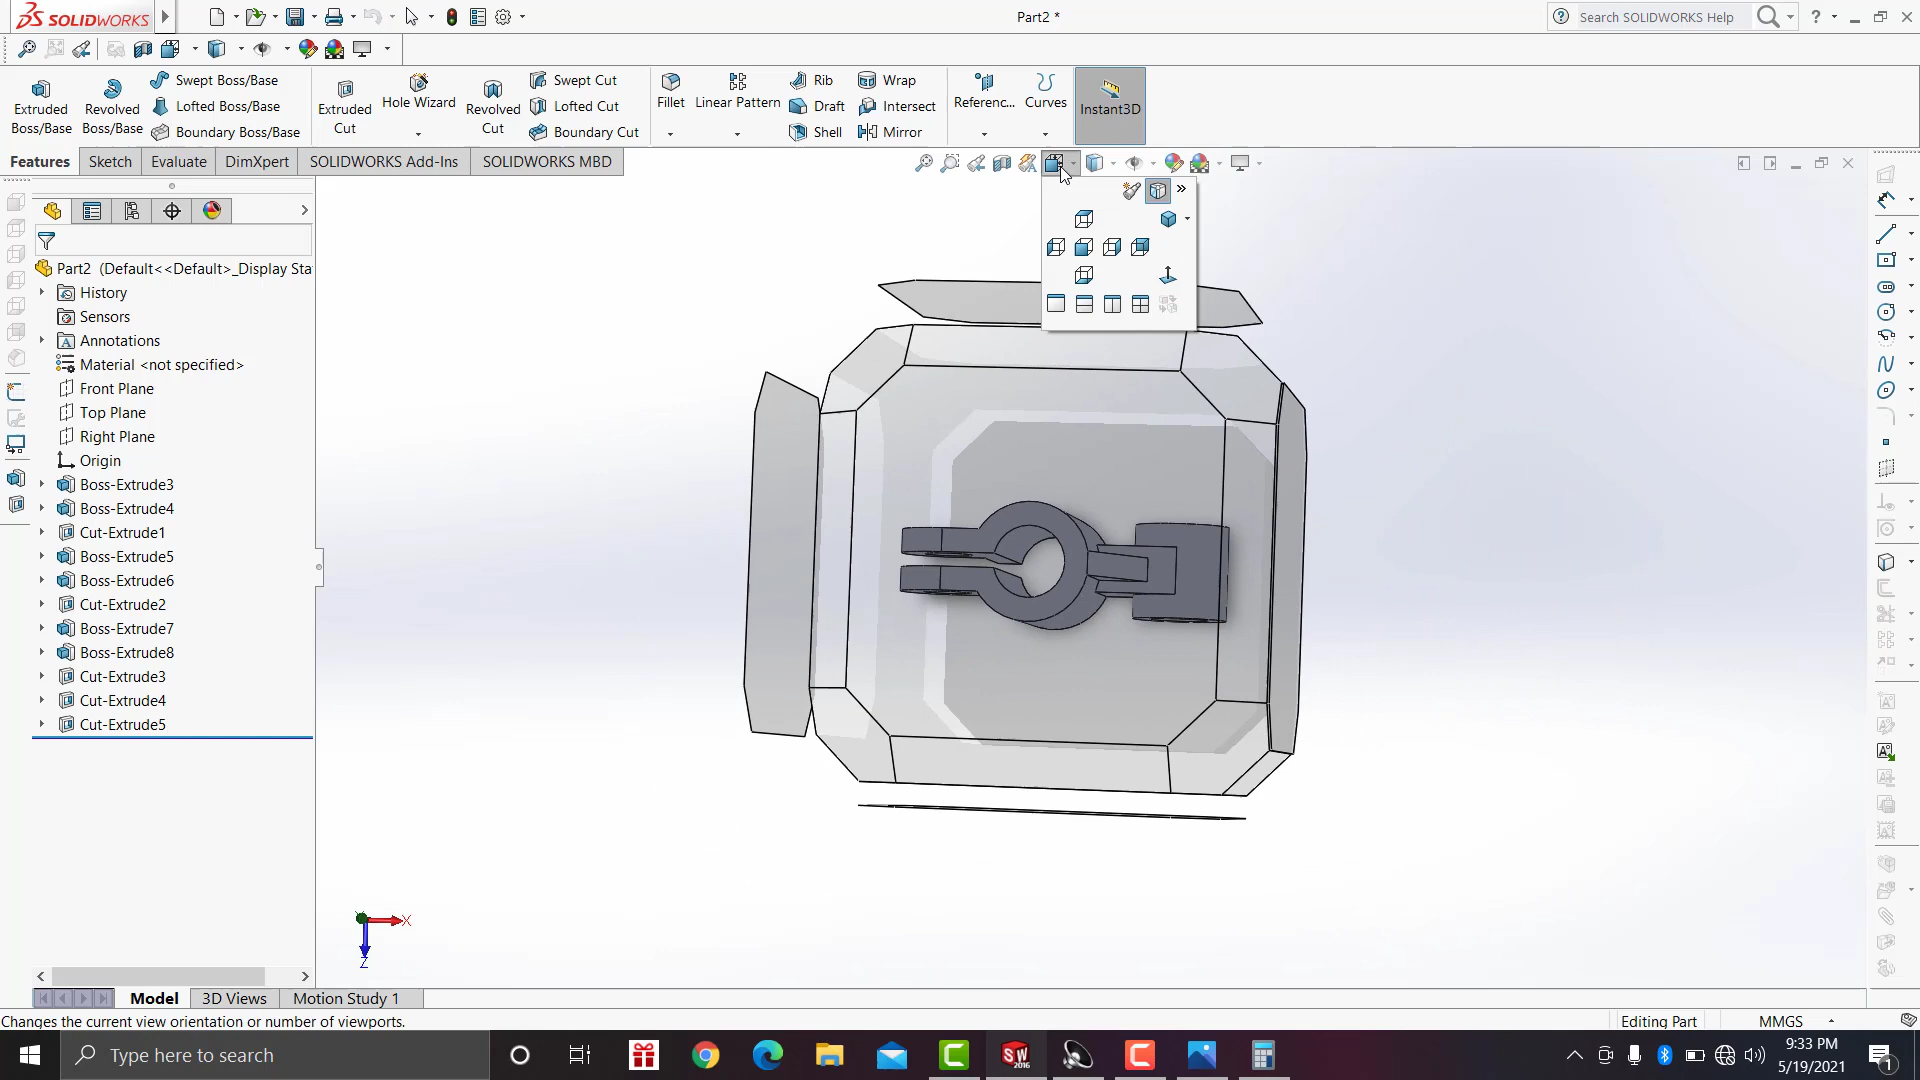 SOLIDWORKS
Part2 *
Search SOLIDWORKS Help
Extruded Boss/Base
Revolved Boss/Base
Swept Boss/Base
Lofted Boss/Base
Boundary Boss/Base
Extruded Cut
Hole Wizard
Revolved Cut
Swept Cut
Lofted Cut
Boundary Cut
Fillet
Linear Pattern
Rib
Draft
Shell
Wrap
Intersect
Mirror
Referenc...
Curves
Instant3D
Features
Sketch
Evaluate
DimXpert
SOLIDWORKS Add-Ins
SOLIDWORKS MBD
Part2 (Default<<Default>_Display Sta
History
Sensors
Annotations
Material <not specified>
Front Plane
Top Plane
Right Plane
Origin
Boss-Extrude3
Boss-Extrude4
Cut-Extrude1
Boss-Extrude5
Boss-Extrude6
Cut-Extrude2
Boss-Extrude7
Boss-Extrude8
Cut-Extrude3
Cut-Extrude4
Cut-Extrude5
X
Z
Model
3D Views
Motion Study 1
Changes the current view orientation or number of viewports.
Editing Part
MMGS
Type here to search
SW
2016
9:33 PM
5/19/2021
1